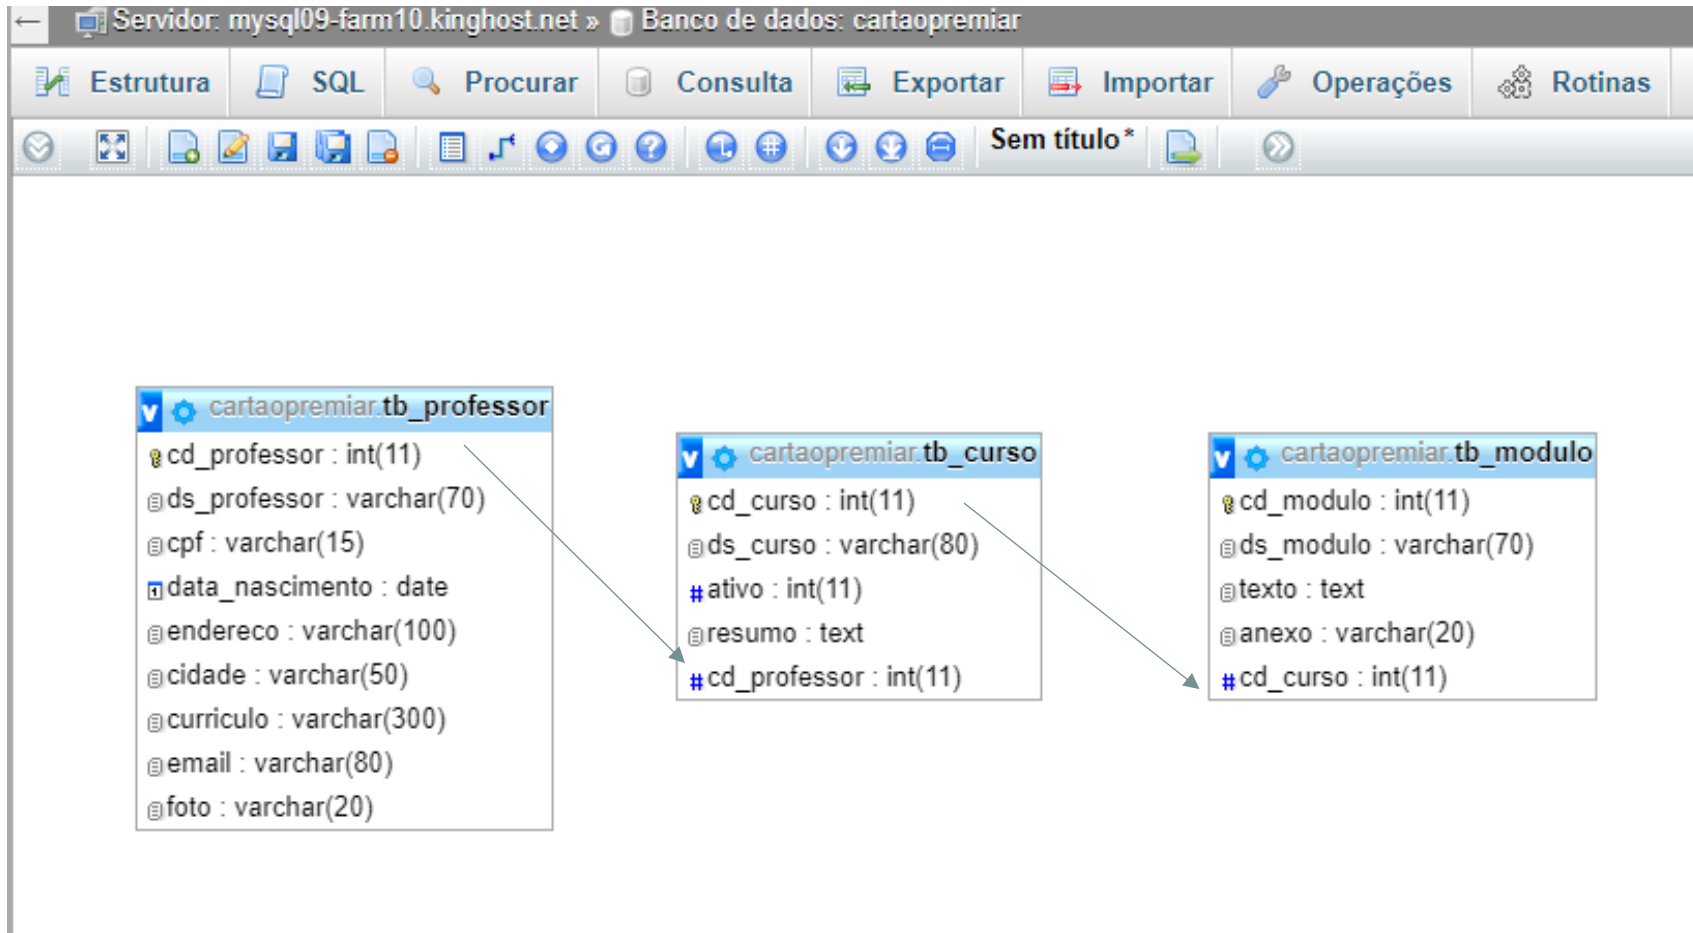 Servidor: mysql09-farm10.kinghost.net » Banco de dados: cartaopremiar
Estrutura SQL Procurar Consulta Exportar Importar Operações Rotinas
Sem título *
cartaopremiar.tb_professor
cd_professor : int(11)
ds_professor : varchar(70)
cpf : varchar(15)
data_nascimento : date
endereco : varchar(100)
cidade : varchar(50)
curriculo : varchar(300)
email : varchar(80)
foto : varchar(20)
cartaopremiar.tb_curso
cd_curso : int(11)
ds_curso : varchar(80)
# ativo : int(11)
resumo : text
# cd_professor : int(11)
cartaopremiar.tb_modulo
cd_modulo : int(11)
ds_modulo : varchar(70)
texto : text
anexo : varchar(20)
# cd_curso : int(11)